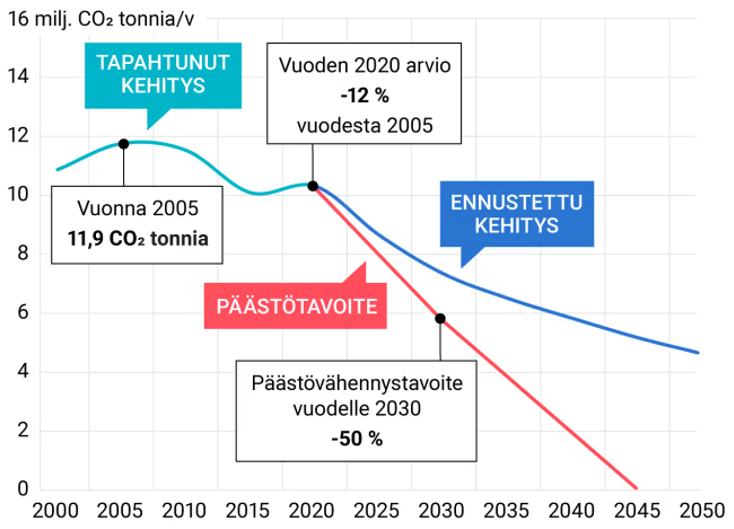 16 milj. CO₂ tonnia/v
14
12
10
8
6
4
2
0
TAPAHTUNUT
KEHITYS
Vuoden 2020 arvio
-12 %
vuodesta 2005
Vuonna 2005
11,9 CO₂ tonnia
ENNUSTETTU
KEHITYS
PÄÄSTÖTAVOITE
Päästövähennystavoite
vuodelle 2030
-50 %
2000 2005 2010 2015 2020 2025 2030 2035 2040 2045 2050